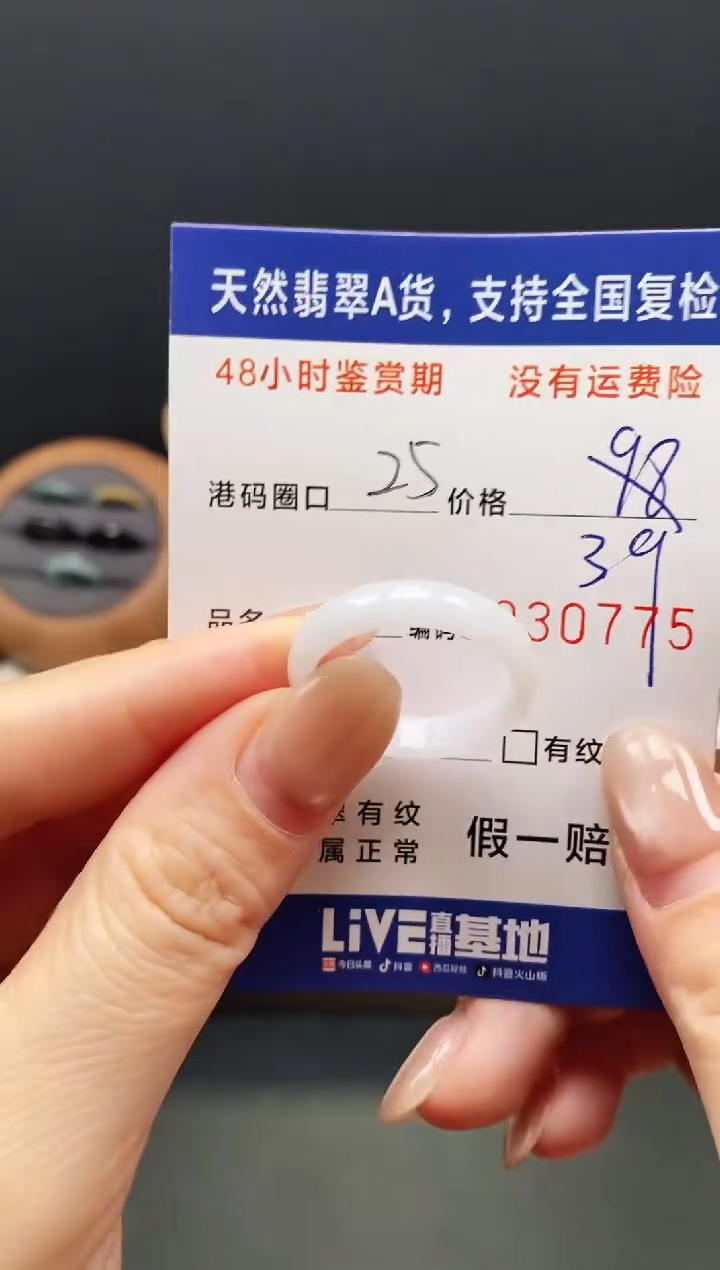 天然翡翠A货，支持全国复检
48小时鉴赏期 没有运费险
港码圈口 25 价格 98
39
品名 编码 030775
有纹
有纹
属正常 假一赔
LiVE直播基地
今日头条 抖音 西瓜视频 抖音火山版